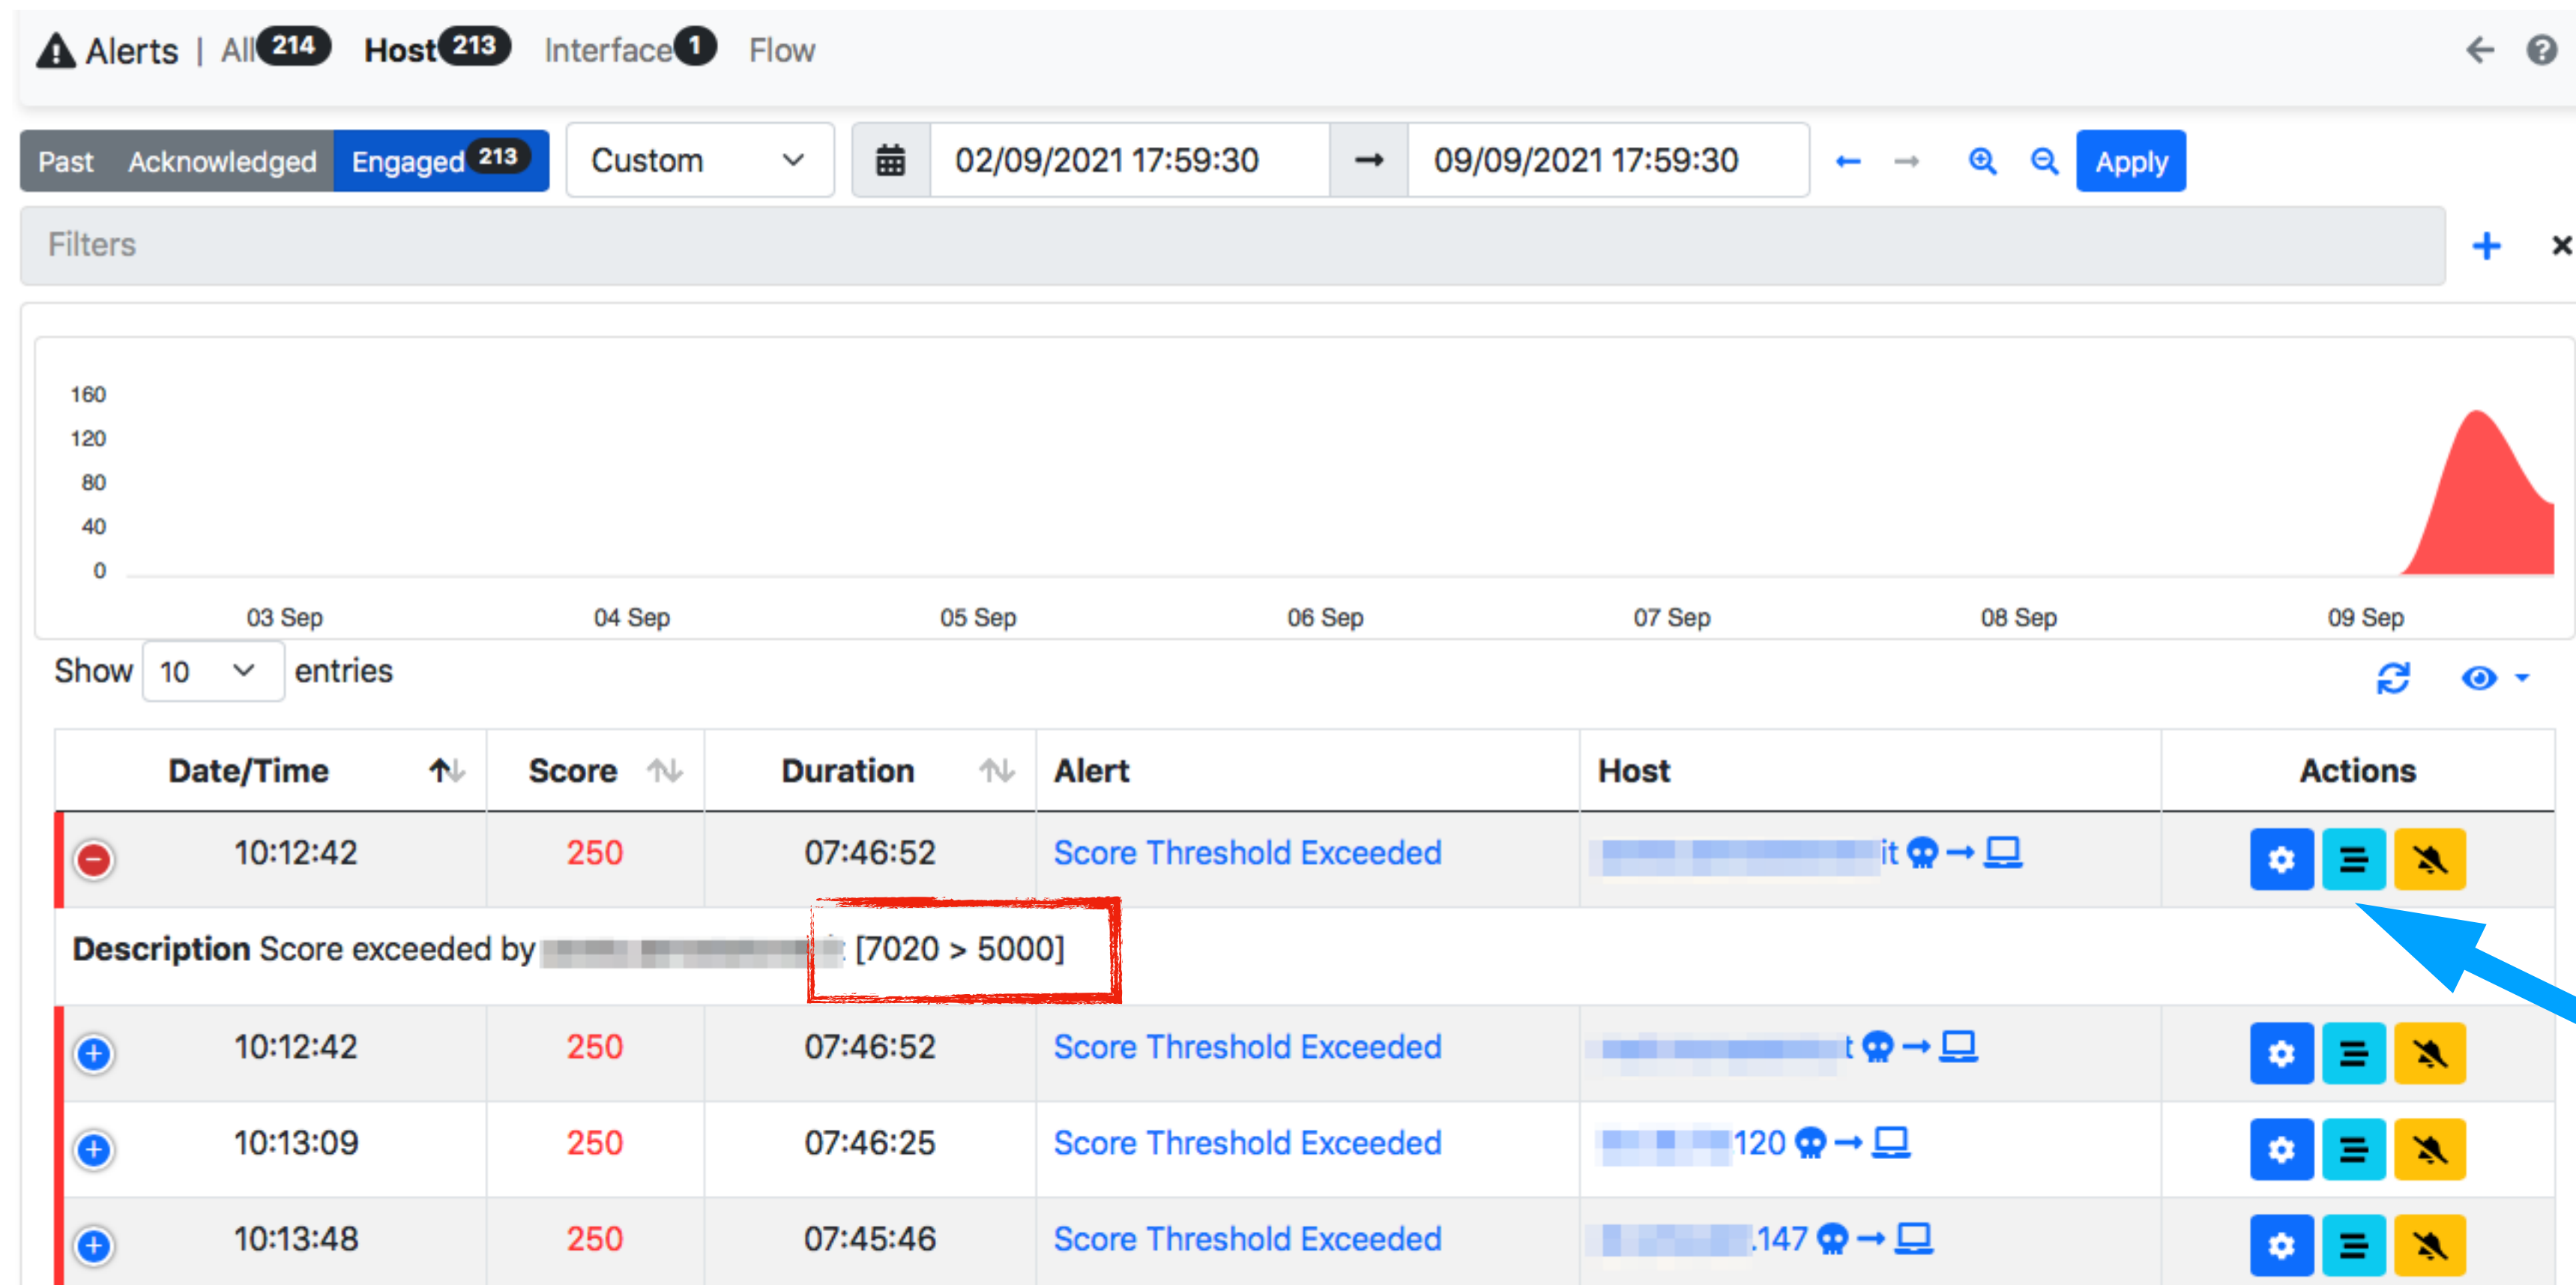 Alerts | All 214 Host 213 Interface 1 Flow
Past Acknowledged Engaged 213 Custom 02/09/2021 17:59:30 → 09/09/2021 17:59:30 Apply
Filters
160
120
80
40
0
03 Sep 04 Sep 05 Sep 06 Sep 07 Sep 08 Sep 09 Sep
Show 10 entries
Date/Time Score Duration Alert Host Actions
10:12:42 250 07:46:52 Score Threshold Exceeded it
Description Score exceeded by [7020 > 5000]
10:12:42 250 07:46:52 Score Threshold Exceeded t
10:13:09 250 07:46:25 Score Threshold Exceeded 120
10:13:48 250 07:45:46 Score Threshold Exceeded .147